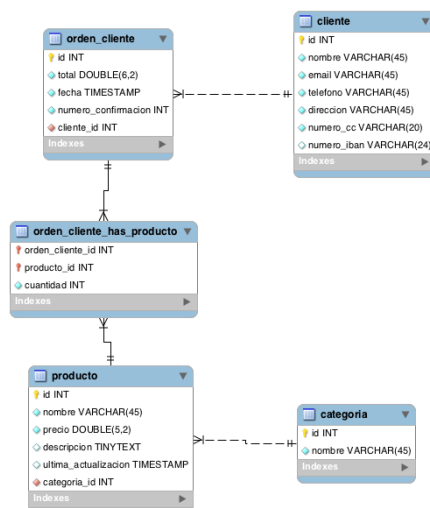 orden_cliente
id INT
total DOUBLE(6,2)
fecha TIMESTAMP
numero_confirmacion INT
cliente_id INT
Indexes
cliente
id INT
nombre VARCHAR(45)
email VARCHAR(45)
telefono VARCHAR(45)
direccion VARCHAR(45)
numero_cc VARCHAR(20)
numero_iban VARCHAR(24)
Indexes
orden_cliente_has_producto
orden_cliente_id INT
producto_id INT
cuantidad INT
Indexes
producto
id INT
nombre VARCHAR(45)
precio DOUBLE(5,2)
descripcion TINYTEXT
ultima_actualizacion TIMESTAMP
categoria_id INT
Indexes
categoria
id INT
nombre VARCHAR(45)
Indexes